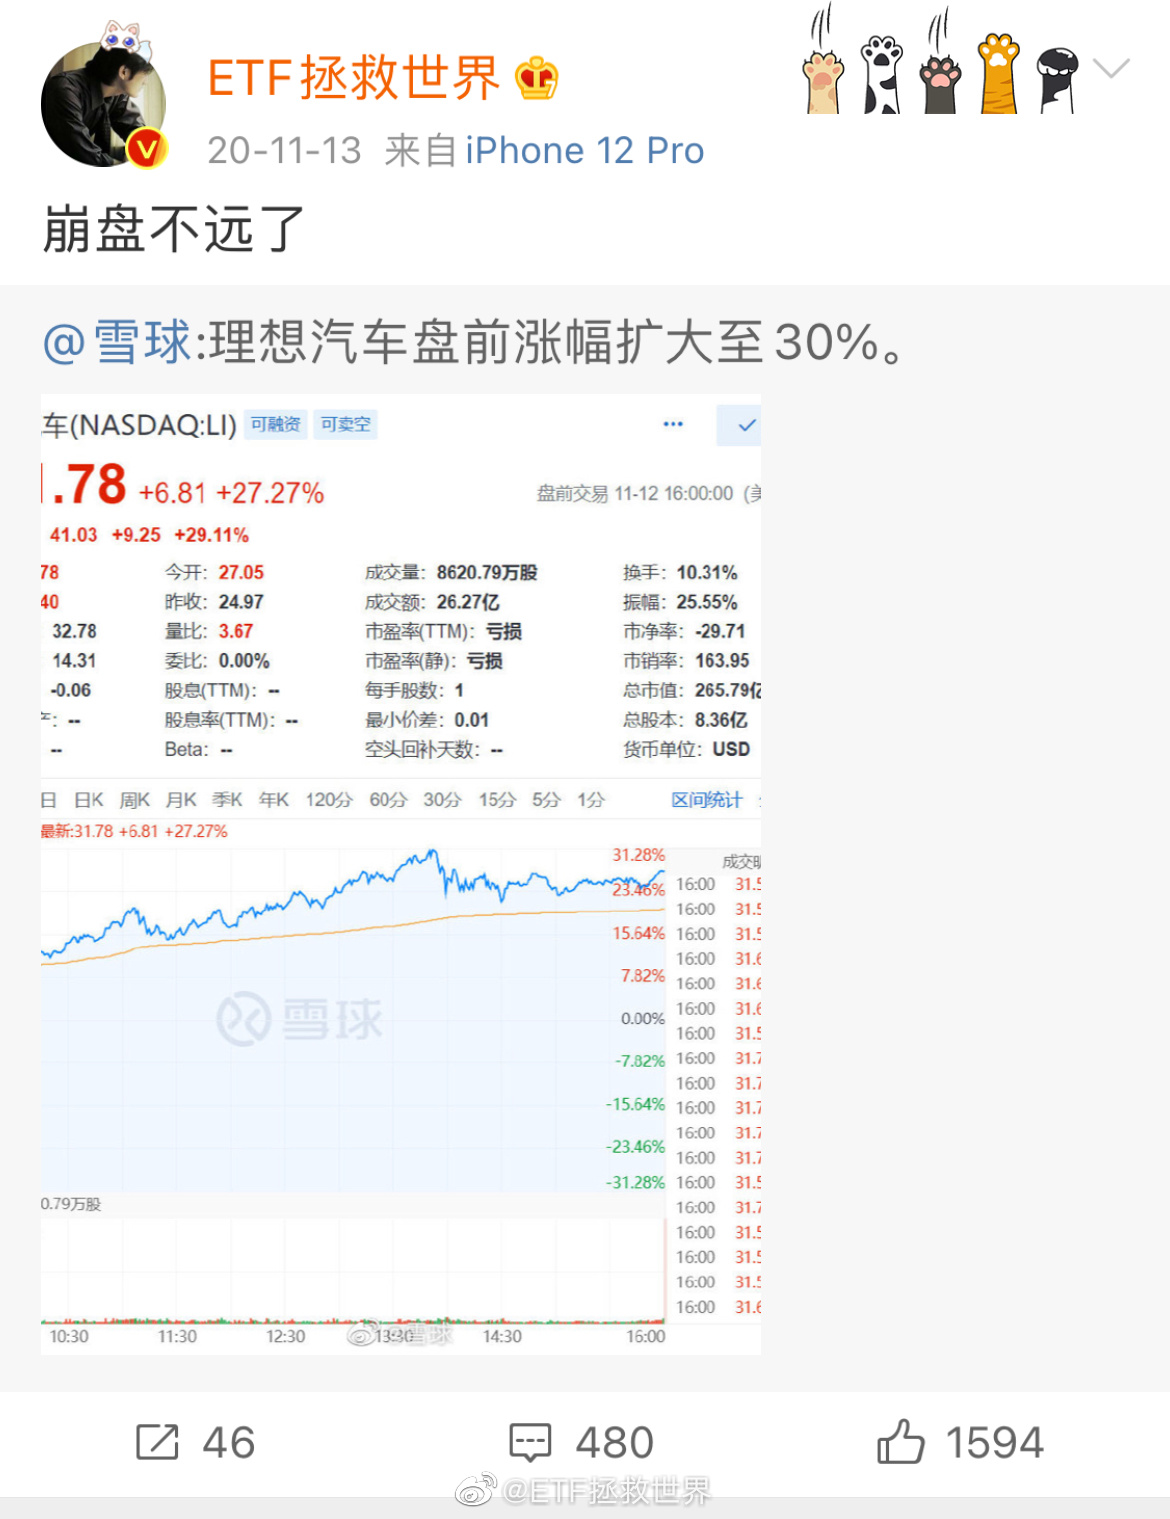 ETF拯救世界
20-11-13 来自 iPhone 12 Pro
崩盘不远了
@雪球:理想汽车盘前涨幅扩大至30%。
车(NASDAQ:LI) 可融资 可卖空
.78 +6.81 +27.27% 盘前交易 11-12 16:00:00 (美
41.03 +9.25 +29.11%
78 今开: 27.05 成交量: 8620.79万股 换手: 10.31%
40 昨收: 24.97 成交额: 26.27亿 振幅: 25.55%
32.78 量比: 3.67 市盈率(TTM): 亏损 市净率: -29.71
14.31 委比: 0.00% 市盈率(静): 亏损 市销率: 163.95
-0.06 股息(TTM): -- 每手股数: 1 总市值: 265.79亿
: -- 股息率(TTM): -- 最小价差: 0.01 总股本: 8.36亿
-- Beta: -- 空头回补天数: -- 货币单位: USD
日 日K 周K 月K 季K 年K 120分 60分 30分 15分 5分 1分 区间统计
最新:31.78 +6.81 +27.27%
31.28%
23.46%
15.64%
7.82%
0.00%
-7.82%
-15.64%
-23.46%
-31.28%
成交明
16:00 31.5
16:00 31.5
16:00 31.5
16:00 31.6
16:00 31.6
16:00 31.6
16:00 31.5
16:00 31.7
16:00 31.7
16:00 31.7
16:00 31.7
16:00 31.7
16:00 31.5
16:00 31.7
16:00 31.5
16:00 31.5
16:00 31.5
16:00 31.6
雪球
0.79万股
10:30 11:30 12:30 13:30 14:30 16:00
@雪球
46 480 1594
@ETF拯救世界